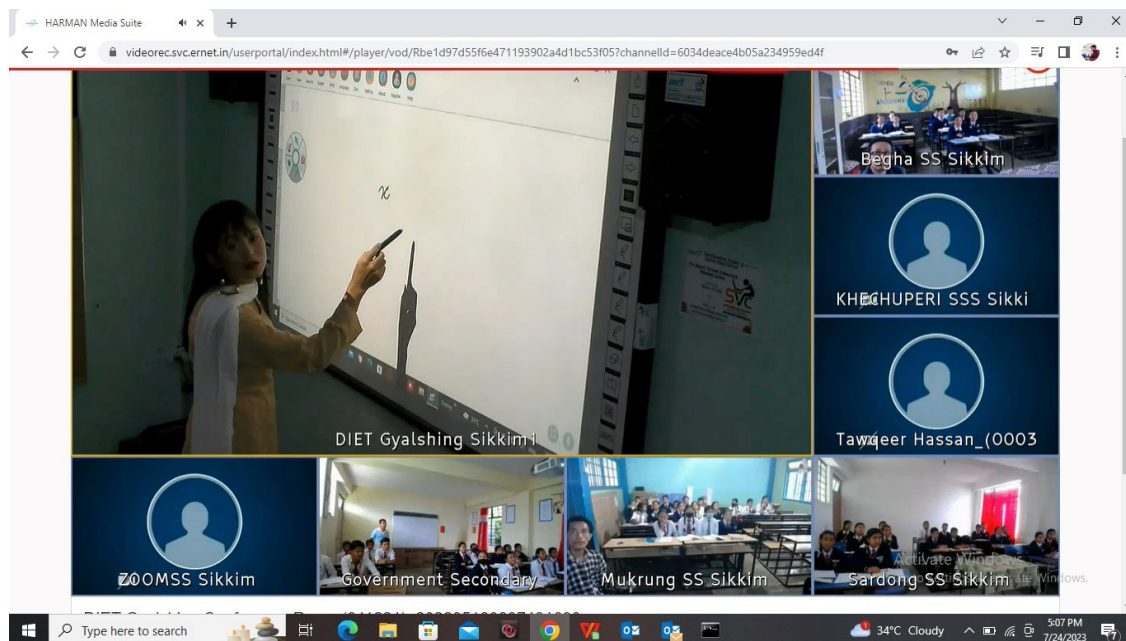 HARMAN Media Suite
videorec.svc.ernet.in/userportal/index.html#/player/vod/Rbe1d97d55f6e471193902a4d1bc53f05?channelId=6034deace4b05a234959ed4f
x
SVC
DIET Gyalshing Sikkim1
Begha SS Sikkim
KHECHUPERI SSS Sikki
Tawqeer Hassan_(0003
ZOOMSS Sikkim
Government Secondary
Mukrung SS Sikkim
Sardong SS Sikkim
Activate Windows
Type here to search
34°C Cloudy
5:07 PM
7/24/2023